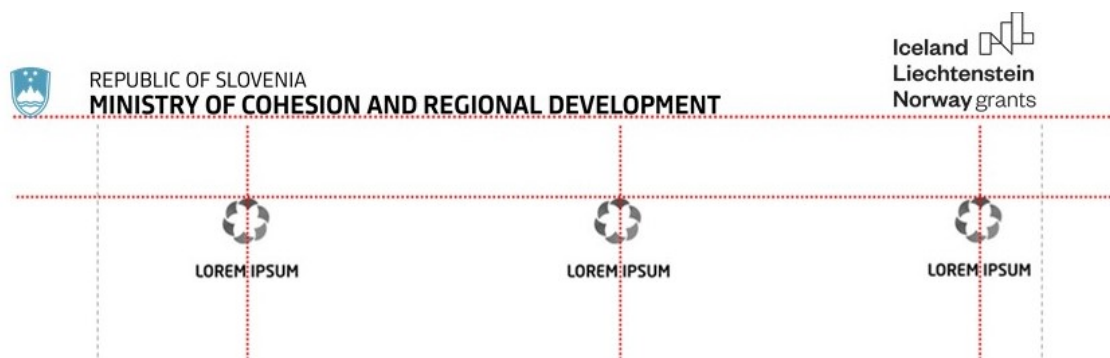 REPUBLIC OF SLOVENIA
MINISTRY OF COHESION AND REGIONAL DEVELOPMENT
Iceland
Liechtenstein
Norway grants
LOREM IPSUM
LOREM IPSUM
LOREM IPSUM